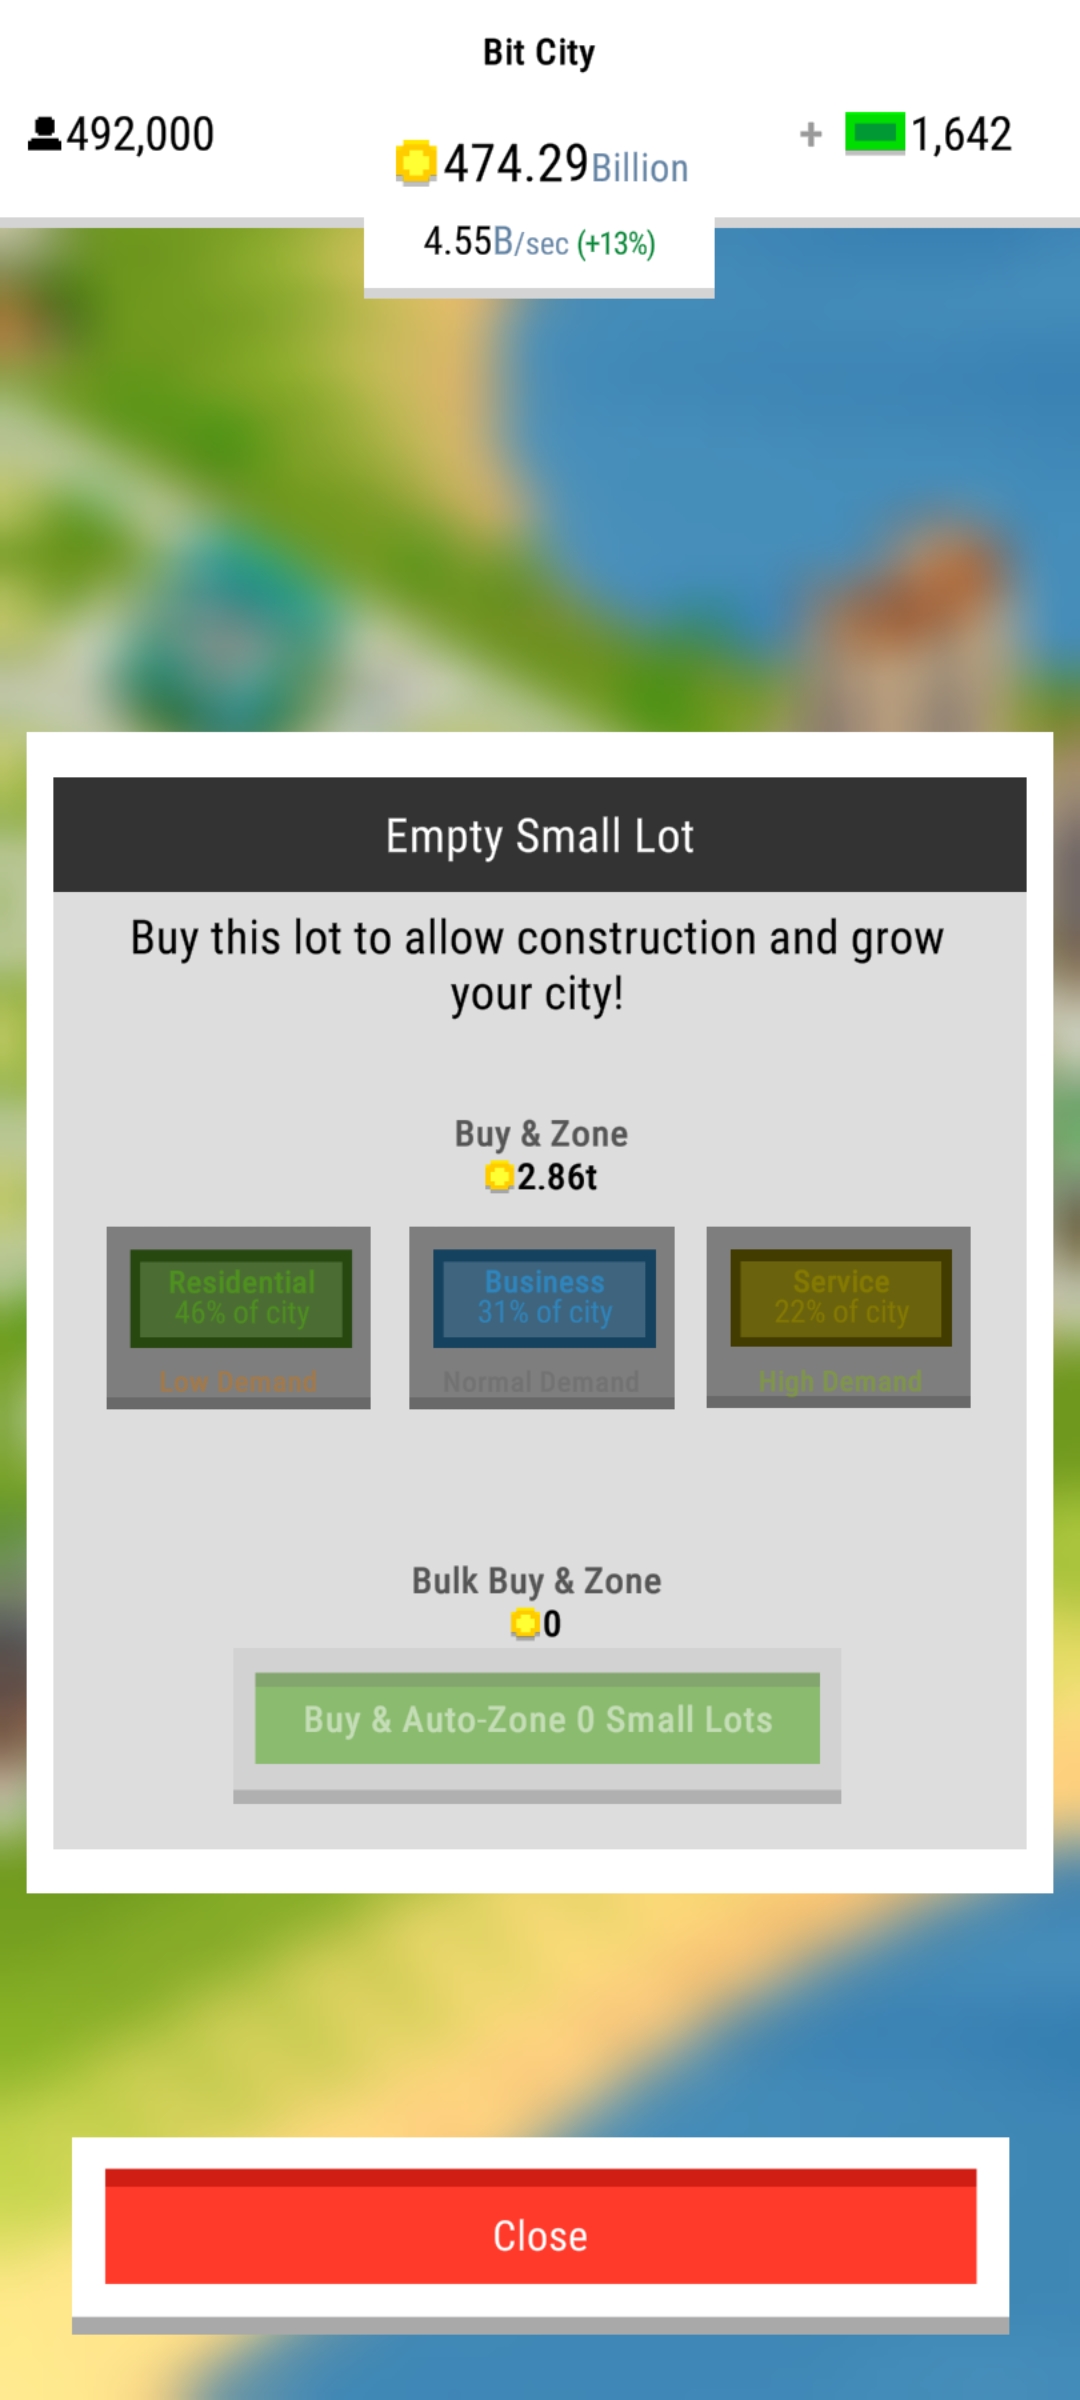 Bit City
492,000
474.29Billion
+ 1,642
4.55B/sec (+13%)
Empty Small Lot
Buy this lot to allow construction and grow
your city!
Buy & Zone
2.86t
Residential
46% of city
Low Demand
Business
31% of city
Normal Demand
Service
22% of city
High Demand
Bulk Buy & Zone
0
Buy & Auto-Zone 0 Small Lots
Close